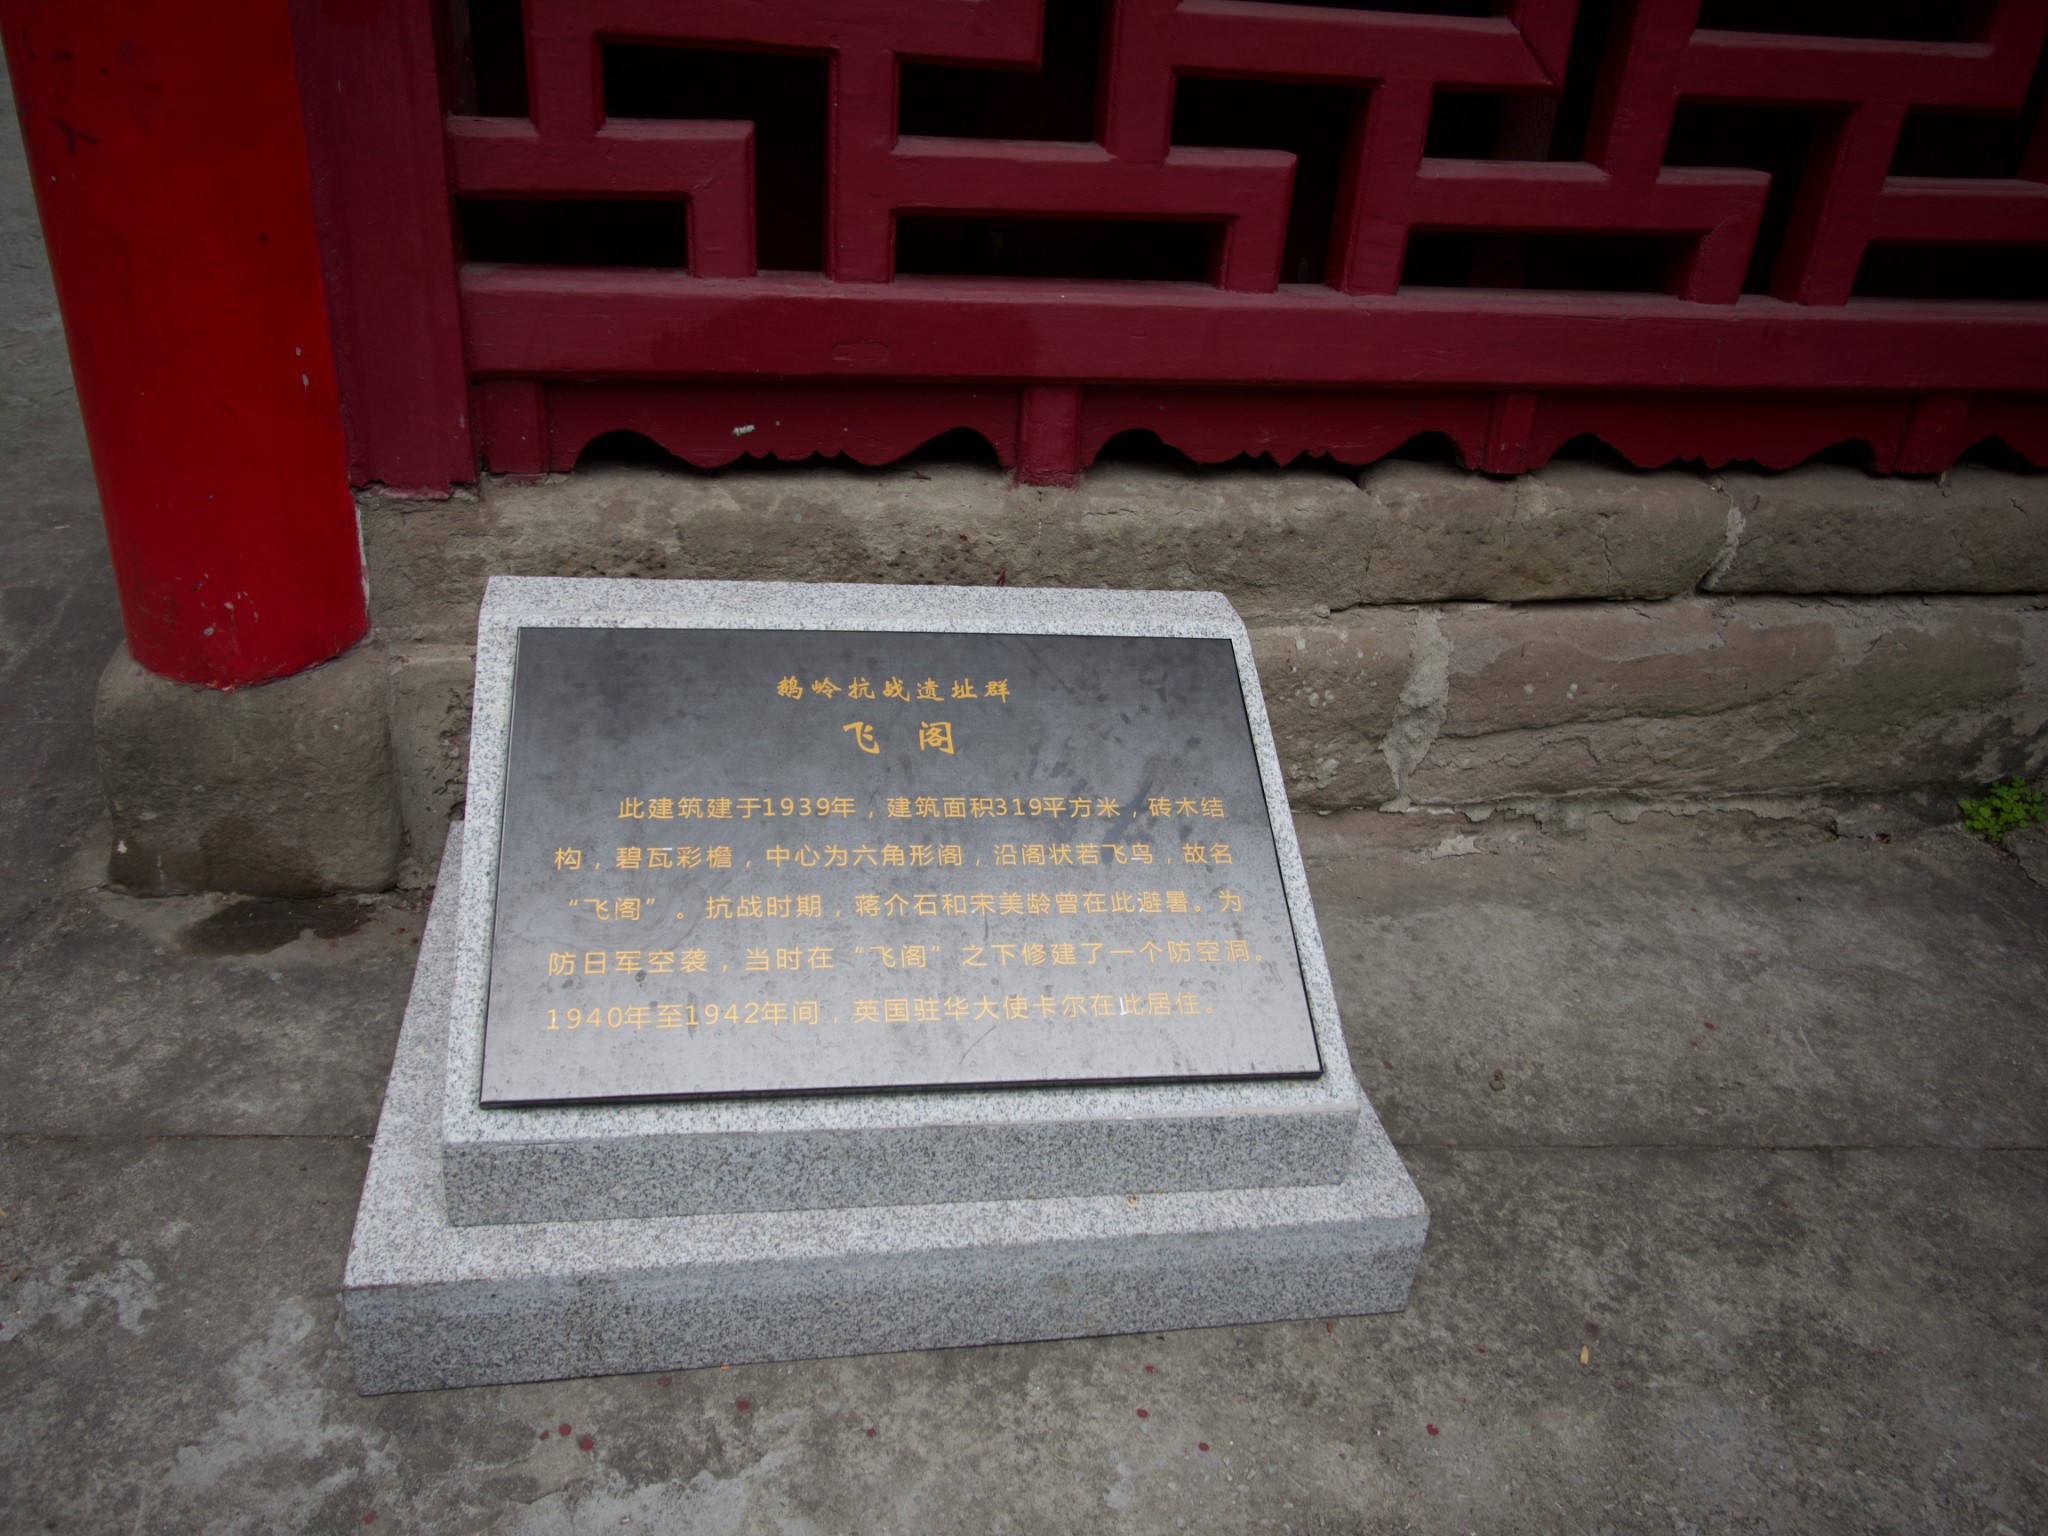 鹅岭抗战遗址群
飞阁
此建筑建于1939年，建筑面积319平方米，砖木结
构，碧瓦彩檐，中心为六角形阁，沿阁状若飞鸟，故名
“飞阁”。抗战时期，蒋介石和宋美龄曾在此避暑。为
防日军空袭，当时在“飞阁”之下修建了一个防空洞。
1940年至1942年间，英国驻华大使卡尔在此居住。